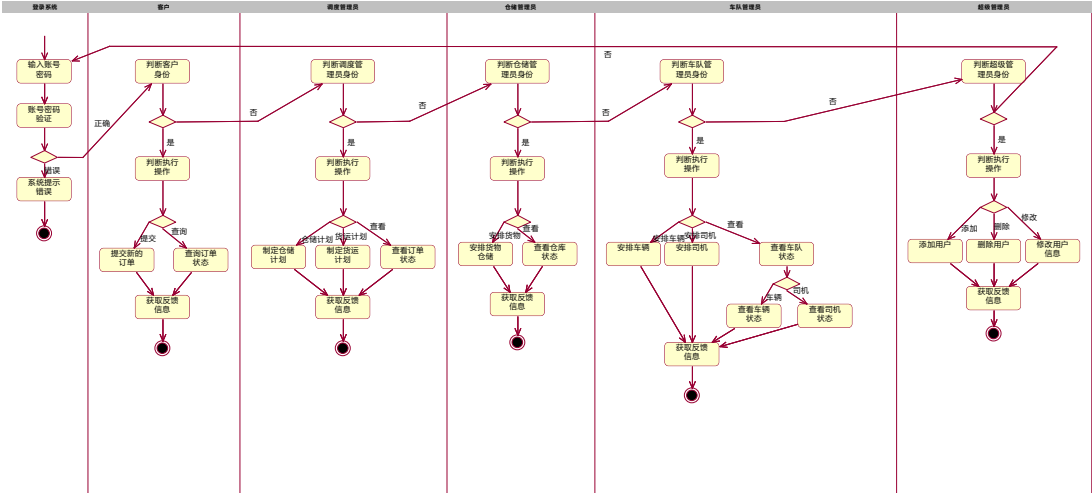 登录系统
客户
调度管理员
仓储管理员
车队管理员
超级管理员
否
输入账号
密码
账号密码
验证
正确
错误
系统提示
错误
判断客户
身份
否
是
判断执行
操作
提交
查询
提交新的
订单
查询订单
状态
获取反馈
信息
判断调度管
理员身份
否
是
判断执行
操作
仓储计划
货运计划
查看
制定仓储
计划
制定货运
计划
查看订单
状态
获取反馈
信息
判断仓储管
理员身份
否
是
判断执行
操作
安排货物
查看
安排货物
仓储
查看仓库
状态
获取反馈
信息
判断车队管
理员身份
否
是
判断执行
操作
安排车辆
安排司机
查看
安排车辆
安排司机
查看车队
状态
车辆
司机
查看车辆
状态
查看司机
状态
获取反馈
信息
判断超级管
理员身份
是
判断执行
操作
添加
删除
修改
添加用户
删除用户
修改用户
信息
获取反馈
信息